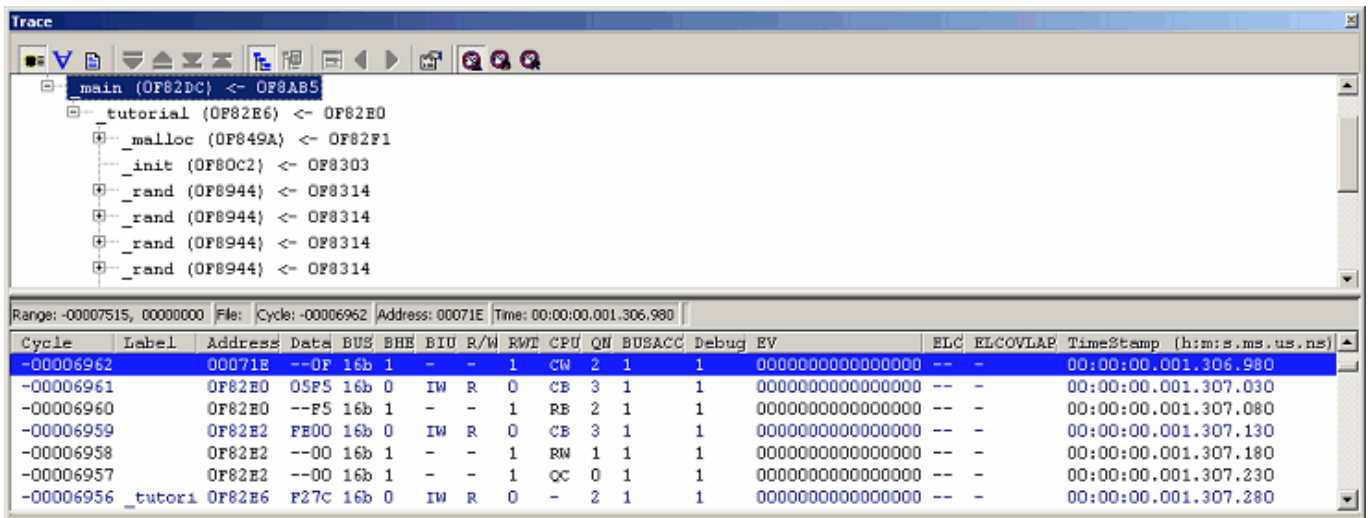 Trace
_main (0F82DC) <- 0F8AB5
_tutorial (0F82E6) <- 0F82E0
_malloc (0F849A) <- 0F82F1
_init (0F80C2) <- 0F8303
_rand (0F8944) <- 0F8314
_rand (0F8944) <- 0F8314
_rand (0F8944) <- 0F8314
_rand (0F8944) <- 0F8314
Range: -00007515, 00000000 File: Cycle: -00006962 Address: 00071E Time: 00:00:00.001.306.980
Cycle Label Address Data BUS BHE BIU R/W RWT CPU QN BUSACC Debug EV ELC ELCOVLAP TimeStamp (h:m:s.ms.us.ns)
-00006962 00071E --0F 16b 1 - - 1 CW 2 1 1 0000000000000000 -- - 00:00:00.001.306.980
-00006961 0F82E0 05F5 16b 0 IW R 0 CB 3 1 1 0000000000000000 -- - 00:00:00.001.307.030
-00006960 0F82E0 --F5 16b 1 - - 1 RB 2 1 1 0000000000000000 -- - 00:00:00.001.307.080
-00006959 0F82E2 FE00 16b 0 IW R 0 CB 3 1 1 0000000000000000 -- - 00:00:00.001.307.130
-00006958 0F82E2 --00 16b 1 - - 1 RW 1 1 1 0000000000000000 -- - 00:00:00.001.307.180
-00006957 0F82E2 --00 16b 1 - - 1 QC 0 1 1 0000000000000000 -- - 00:00:00.001.307.230
-00006956 _tutori 0F82E6 F27C 16b 0 IW R 0 - 2 1 1 0000000000000000 -- - 00:00:00.001.307.280